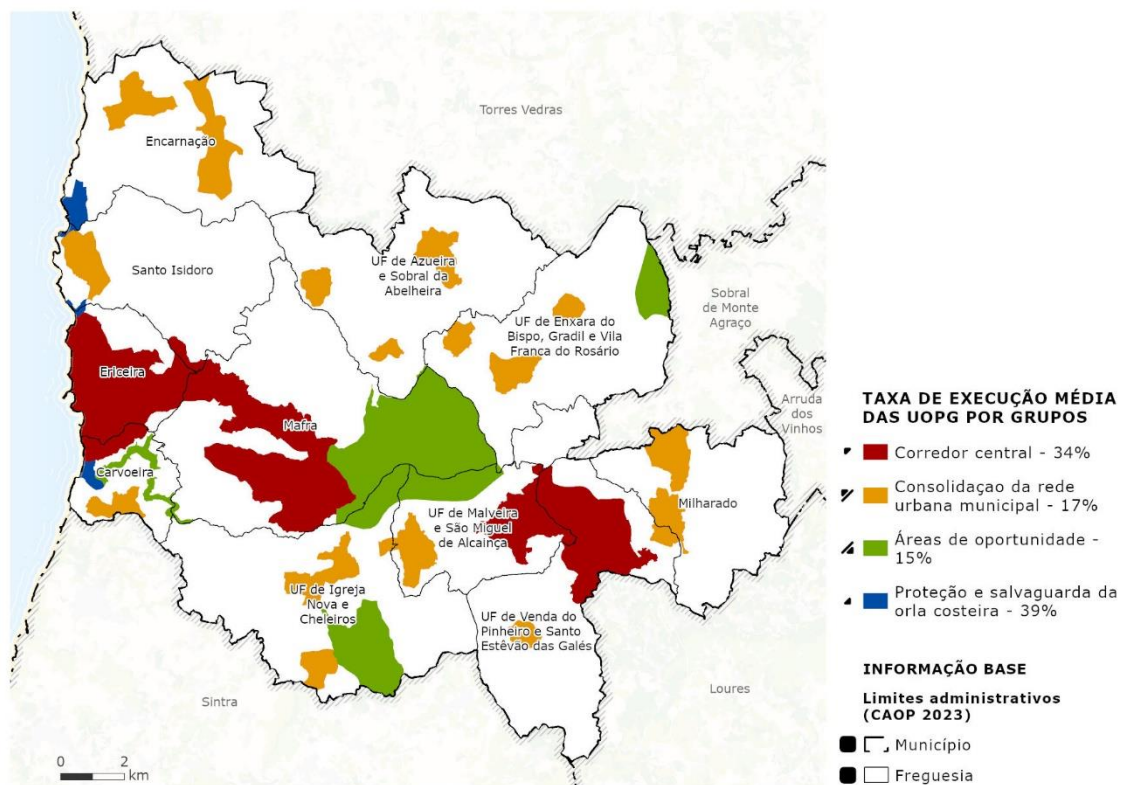 Torres Vedras
Encarnação
Santo Isidoro
UF de Azueira
e Sobral da
Abelheira
Sobral
de Monte
Agraço
UF de Enxara do
Bispo, Gradil e Vila
Franca do Rosário
Ericeira
Arruda
dos
Vinhos
Mafra
Carvoeira
Milharado
UF de Malveira
e São Miguel
de Alcainça
UF de Igreja
Nova e
Cheleiros
UF de Venda do
Pinheiro e Santo
Estêvão das Galés
Sintra
Loures
0 2
km
TAXA DE EXECUÇÃO MÉDIA
DAS UOPG POR GRUPOS
Corredor central - 34%
Consolidaçao da rede
urbana municipal - 17%
Áreas de oportunidade -
15%
Proteção e salvaguarda da
orla costeira - 39%
INFORMAÇÃO BASE
Limites administrativos
(CAOP 2023)
Município
Freguesia